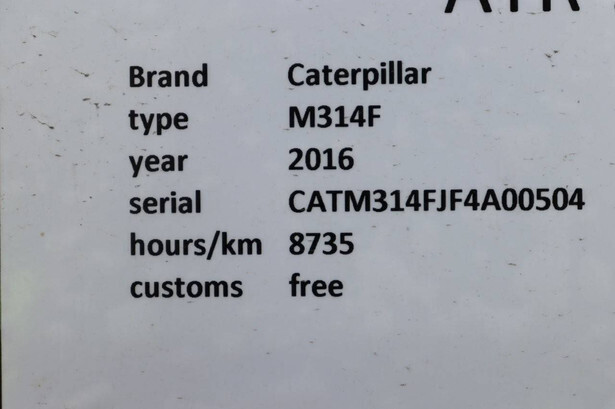 Brand Caterpillar
type M314F
year 2016
serial CATM314FJF4A00504
hours/km 8735
customs free